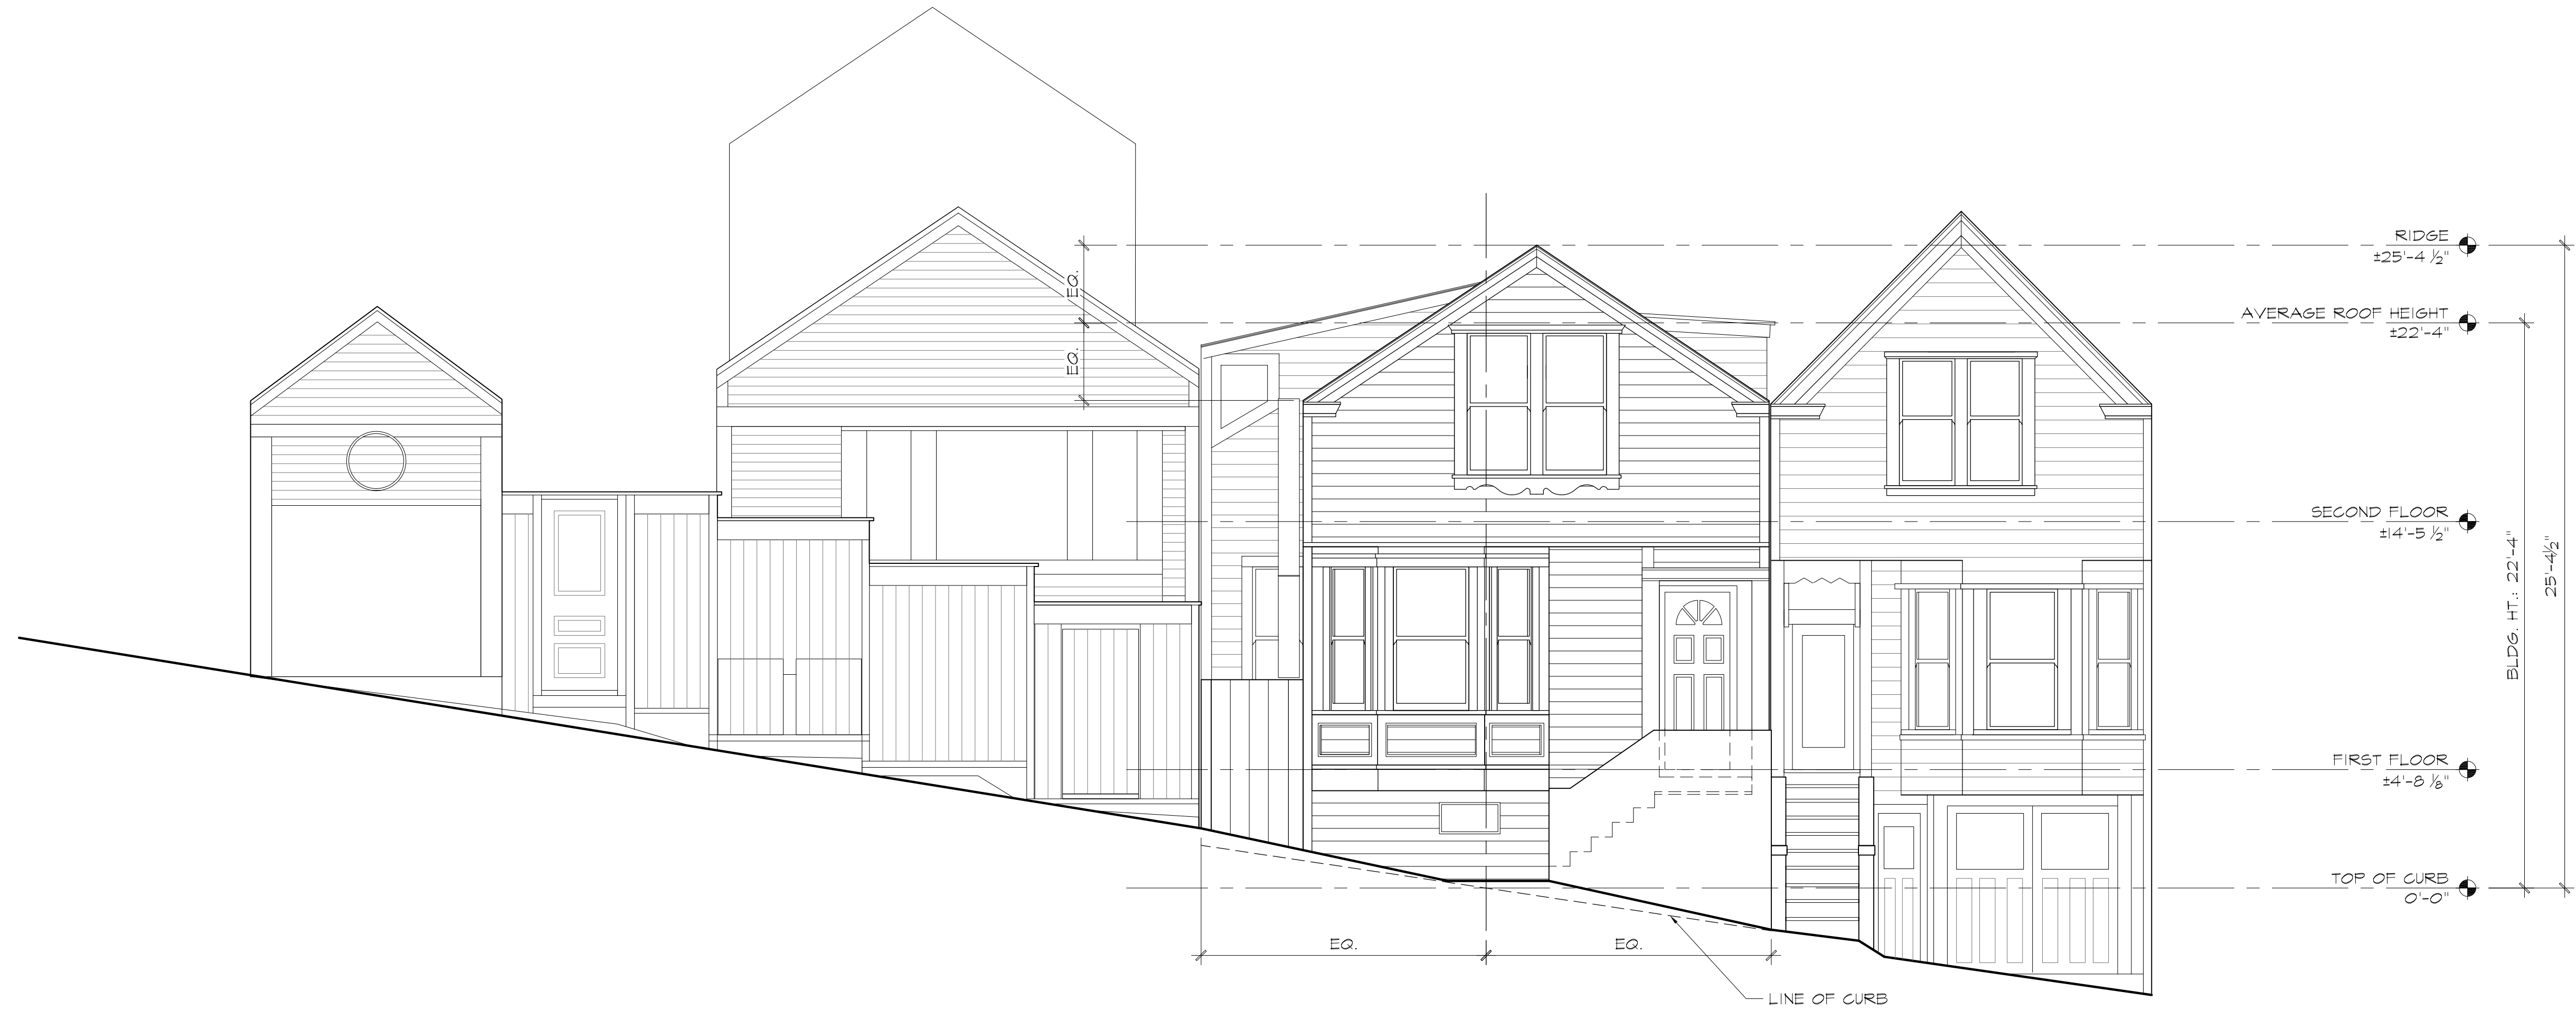 RIDGE
±25'-4 ½"
EQ.
AVERAGE ROOF HEIGHT
±22'-4"
EQ.
SECOND FLOOR
±14'-5 ½"
BLDG. HT.: 22'-4"
25'-4½"
FIRST FLOOR
±4'-8 ⅛"
TOP OF CURB
0'-0"
EQ.
EQ.
LINE OF CURB